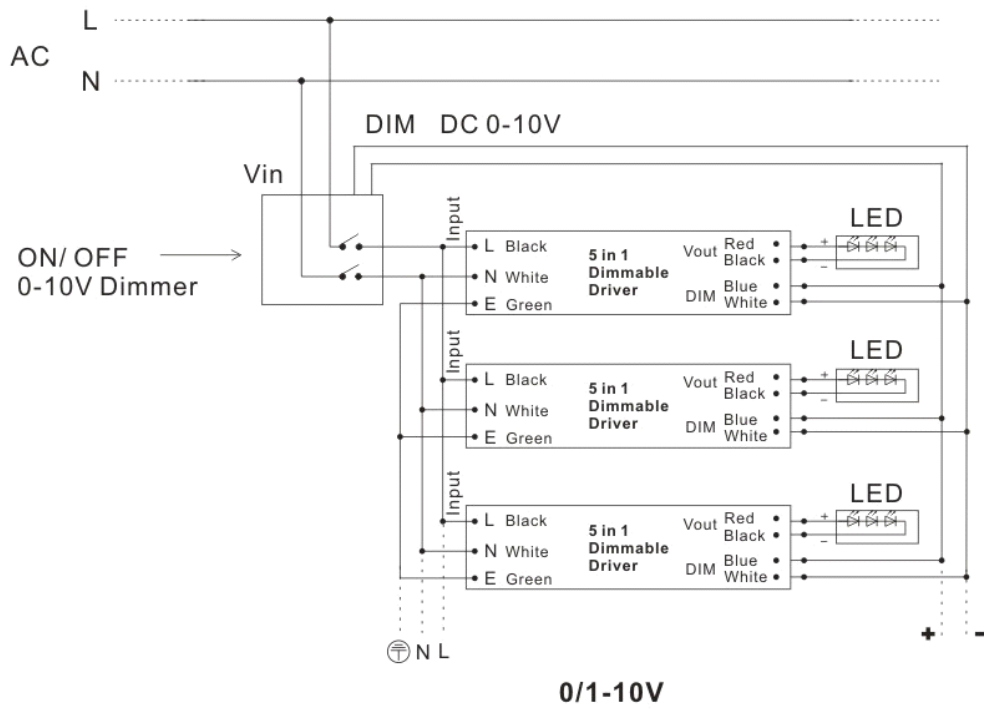 L
AC
N
DIM DC 0-10V
Vin
ON/ OFF
0-10V Dimmer
Input
L Black
N White
E Green
5 in 1
Dimmable
Driver
Vout Red
Black
DIM Blue
White
LED
+
–
Input
L Black
N White
E Green
5 in 1
Dimmable
Driver
Vout Red
Black
DIM Blue
White
LED
+
–
Input
L Black
N White
E Green
5 in 1
Dimmable
Driver
Vout Red
Black
DIM Blue
White
LED
+
–
N L
+ -
0/1-10V